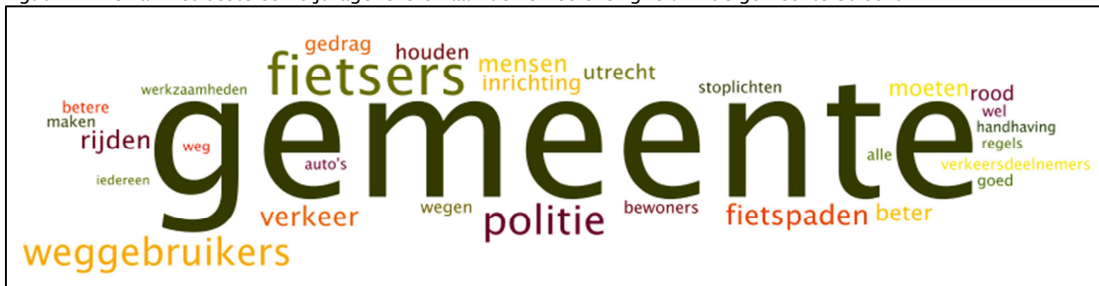 gedrag
houden
fietsers
mensen
inrichting
utrecht
werkzaamheden
stoplichten
moeten
rood
betere
maken
wel
handhaving
rijden
weg
gemeente
auto's
alle
regels
verkeersdeelnemers
iedereen
goed
verkeer
wegen
politie
bewoners
fietspaden
beter
weggebruikers